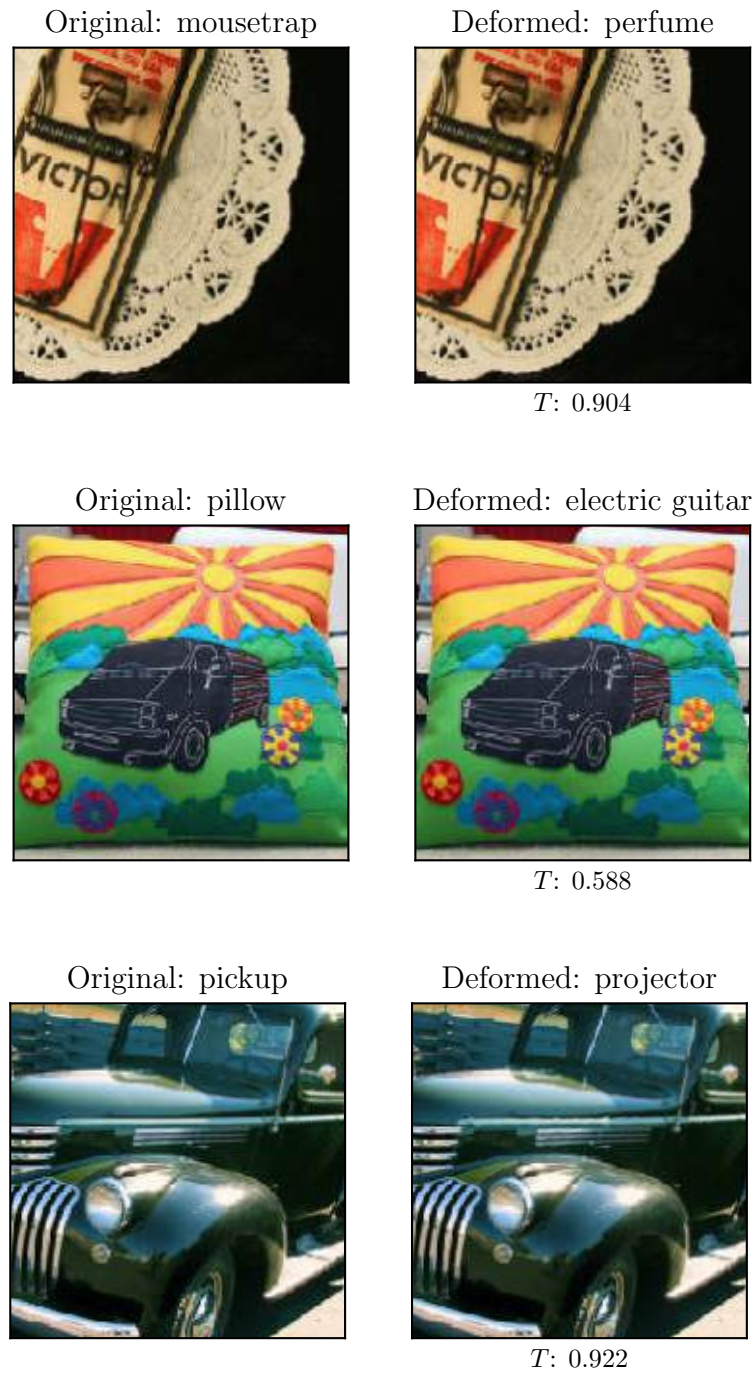 Original: mousetrap
Deformed: perfume
VICTOR
VICTOR
T: 0.904
Original: pillow
Deformed: electric guitar
T: 0.588
Original: pickup
Deformed: projector
T: 0.922